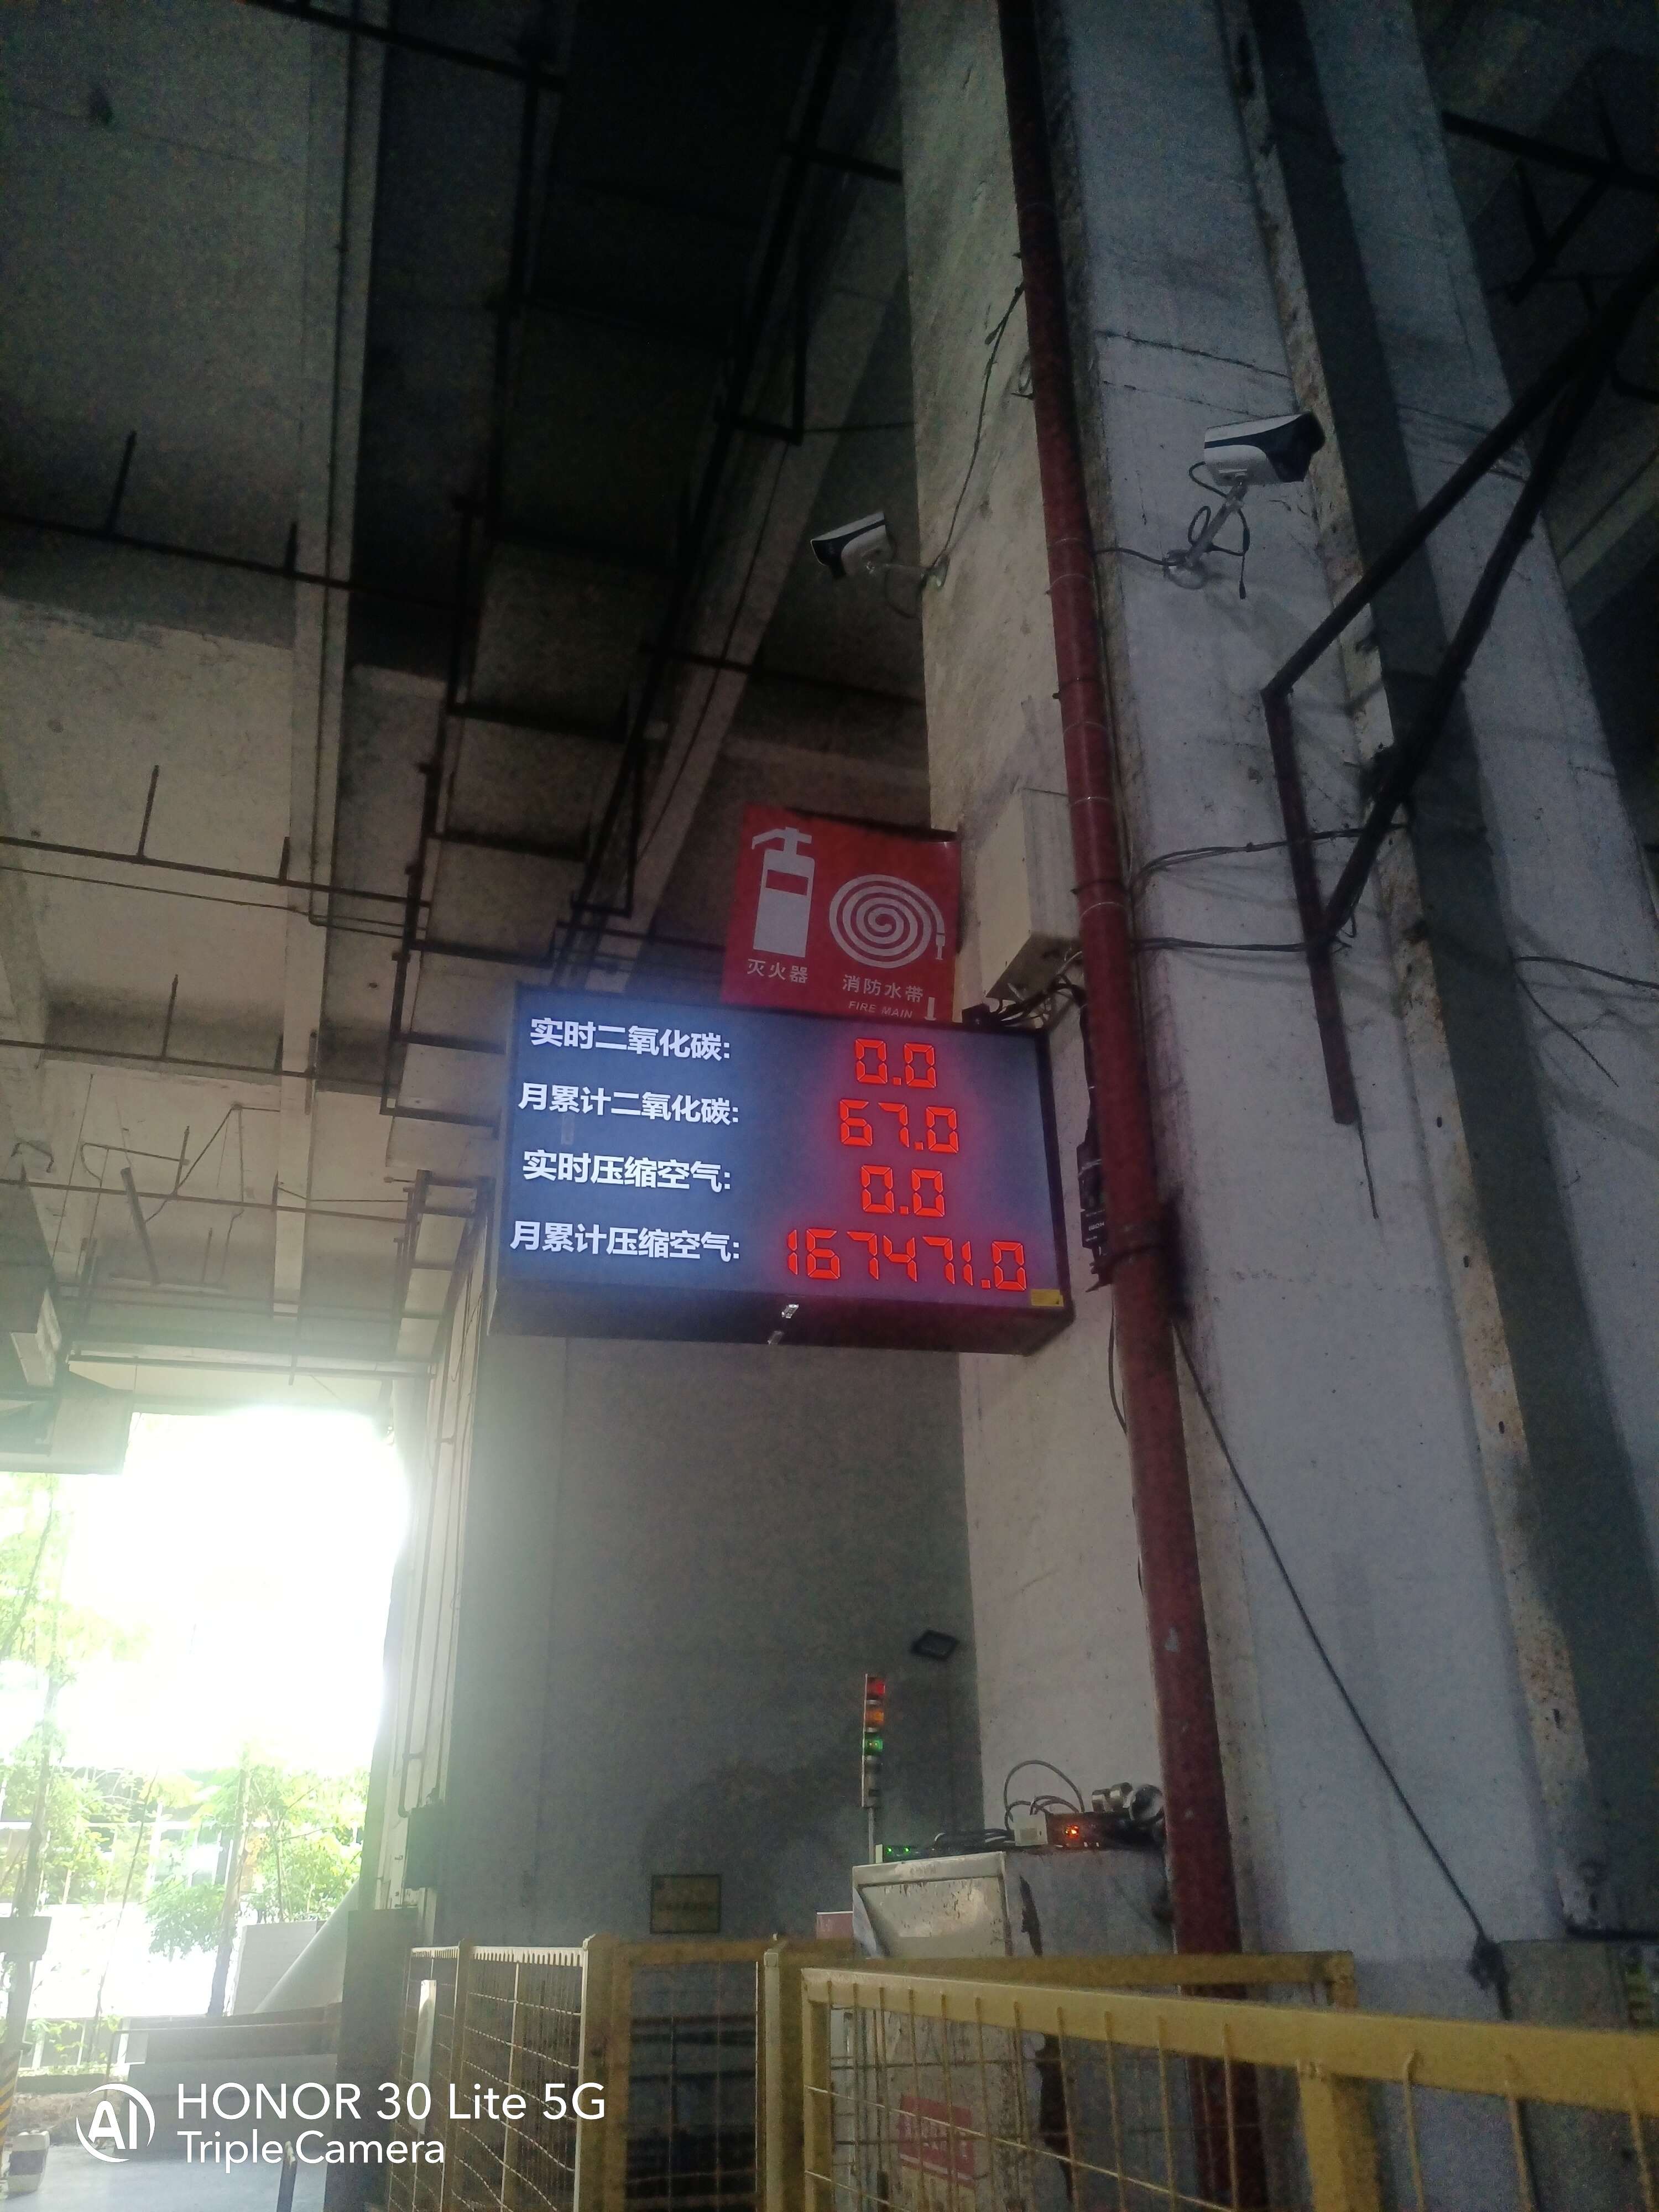 灭火器
消防水带
FIRE MAIN
实时二氧化碳: 0.0
月累计二氧化碳: 67.0
实时压缩空气: 0.0
月累计压缩空气: 167471.0
AI
HONOR 30 Lite 5G
Triple Camera